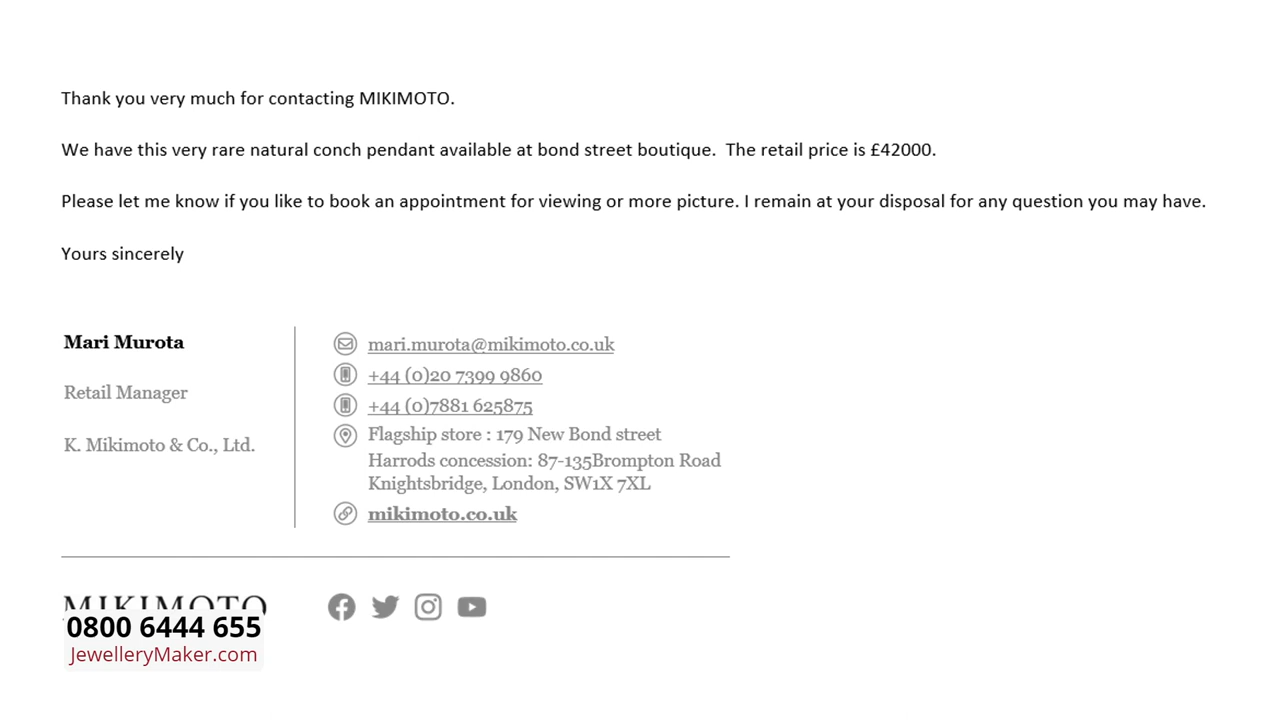 Thank you very much for contacting MIKIMOTO.
We have this very rare natural conch pendant available at bond street boutique.  The retail price is £42000.
Please let me know if you like to book an appointment for viewing or more picture. I remain at your disposal for any question you may have.
Yours sincerely
Mari Murota
Retail Manager
K. Mikimoto & Co., Ltd.
mari.murota@mikimoto.co.uk
+44 (0)20 7399 9860
+44 (0)7881 625875
Flagship store : 179 New Bond street
Harrods concession: 87-135Brompton Road
Knightsbridge, London, SW1X 7XL
mikimoto.co.uk
MIKIMOTO
0800 6444 655
JewelleryMaker.com